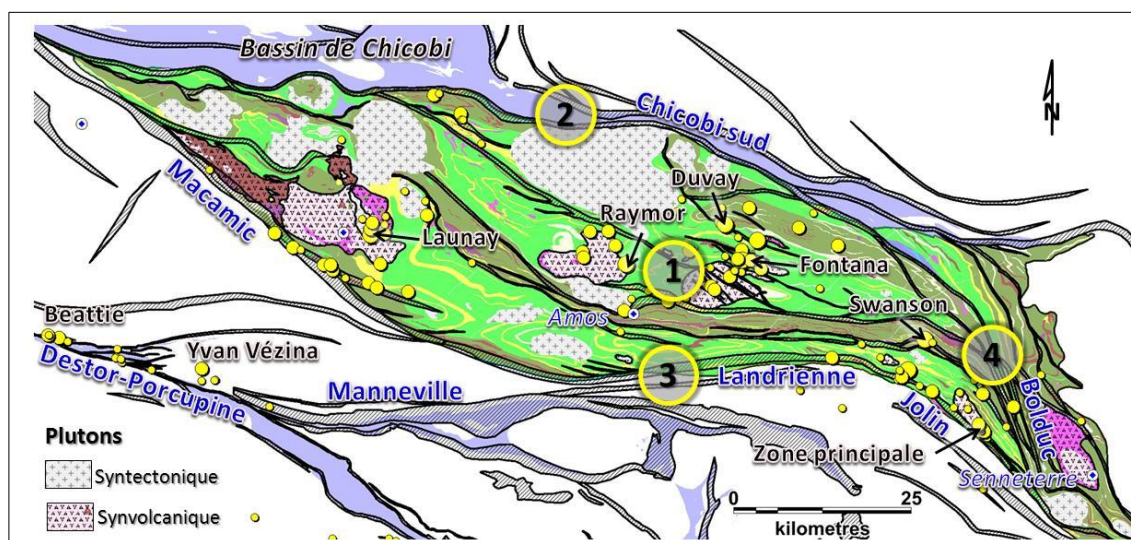 Bassin de Chicobi
N
2
Chicobi-sud
Duvay
Macamic
Raymor
Launay
1
Fontana
Swanson
Amos
Beattie
Yvan Vézina
4
3
Destor-Porcupine
Manneville
Landrienne
Jolin
Bolduc
Plutons
Zone principale
Syntectonique
Senneterre
0 25
Synvolcanique
kilometres